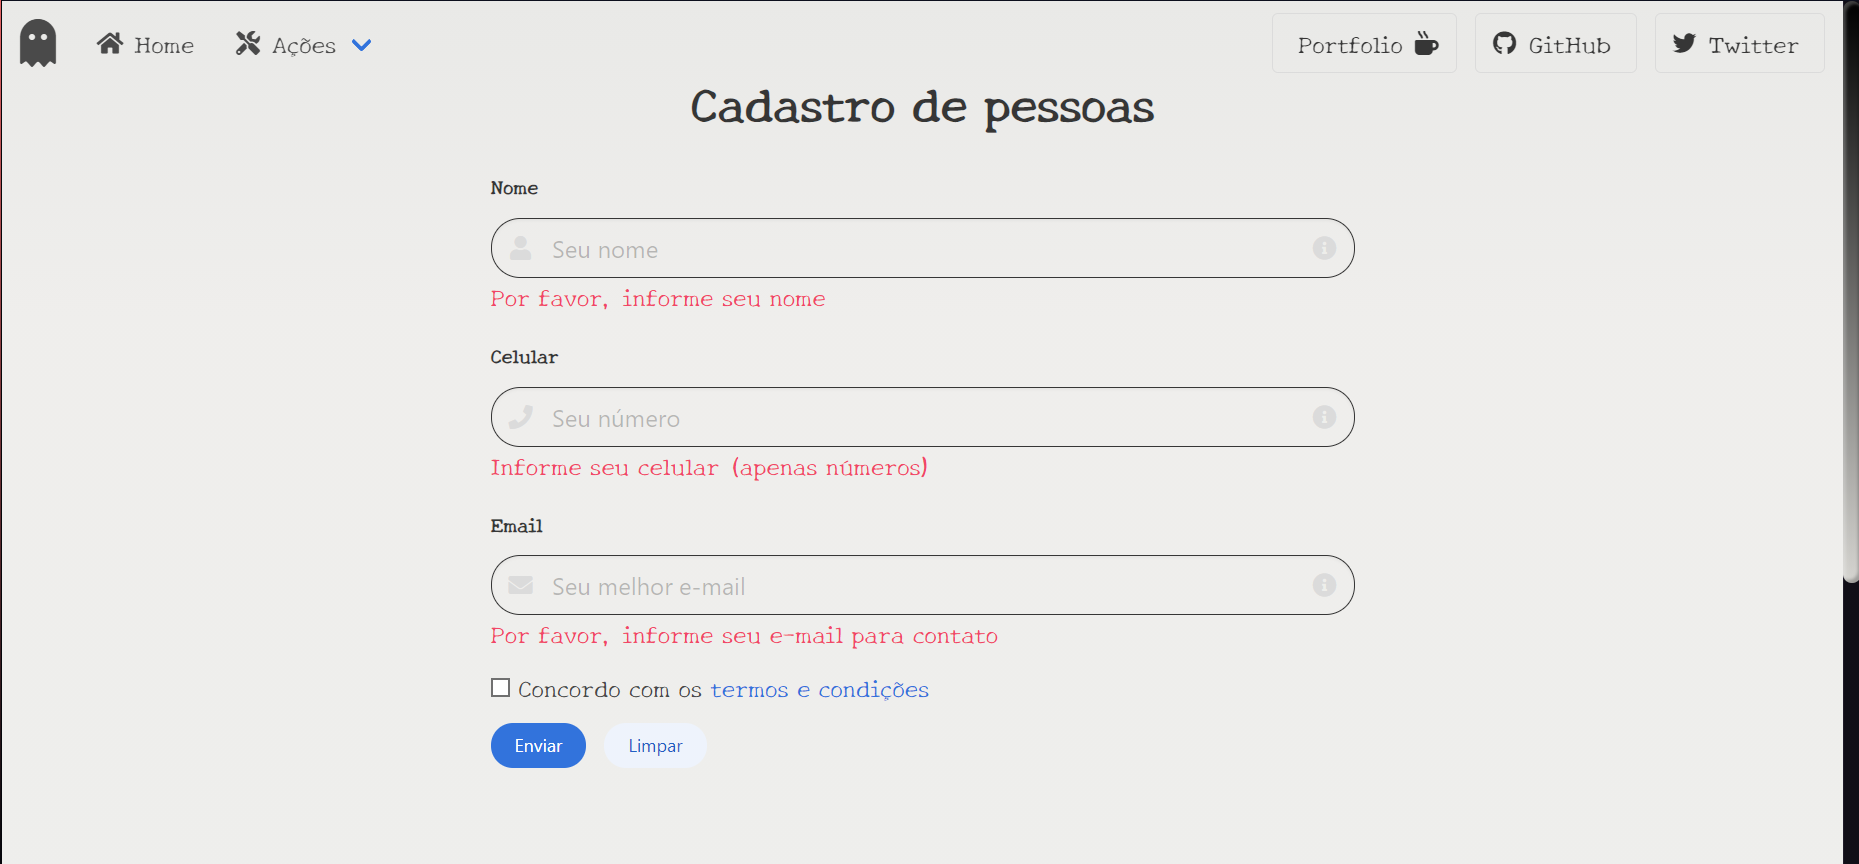 Home Ações Portfolio GitHub Twitter
Cadastro de pessoas
Nome
Seu nome
Por favor, informe seu nome
Celular
Seu número
Informe seu celular (apenas números)
Email
Seu melhor e-mail
Por favor, informe seu e-mail para contato
Concordo com os termos e condições
Enviar Limpar